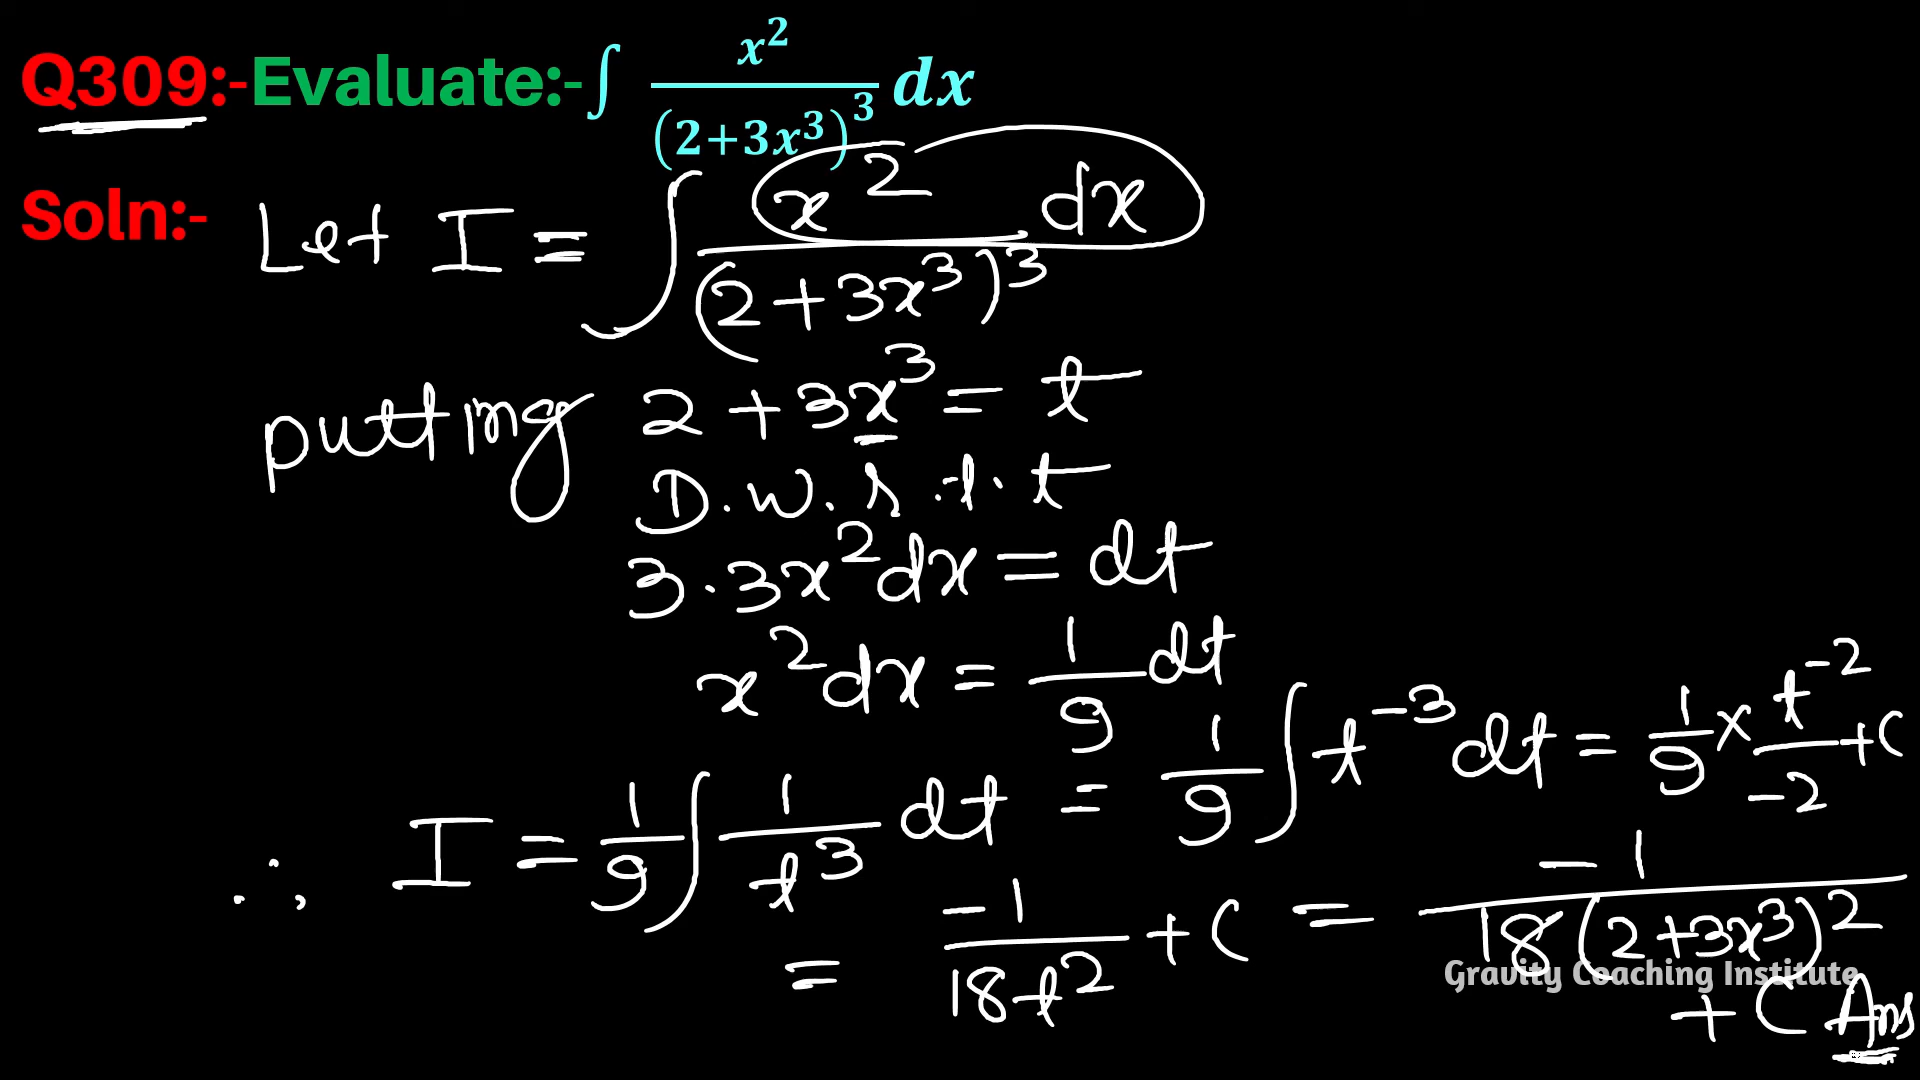 Q309:-Evaluate:- ∫ x²/(2+3x³)³ dx
Soln:- Let I = ∫ x² dx/(2+3x³)³
putting 2 + 3x³ = t
D.w.r.t. t
3·3x²dx = dt
x²dx = 1/9 dt
∴ I = 1/9 ∫ 1/t³ dt = 1/9 ∫ t⁻³ dt = 1/9 × t⁻²/-2 + C
= -1/18t² + C = -1/18(2+3x³)²
+ C Ans
Gravity Coaching Institute